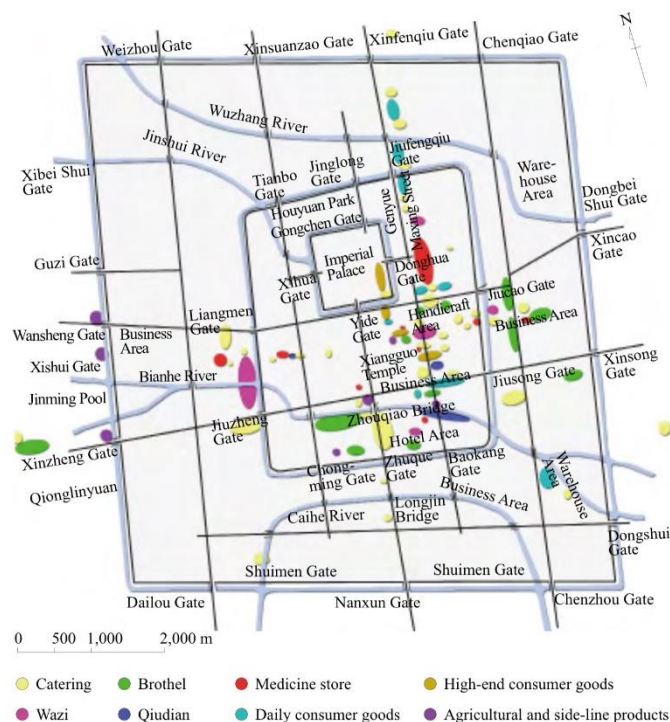 N
Weizhou Gate
Xinsuanzao Gate
Xinfenqiu Gate
Chenqiao Gate
Wuzhang River
Jinshui River
Xibei Shui
Gate
Tianbo
Gate
Jinglong
Gate
Jiufengqiu
Gate
Ware-
house
Area
Dongbei
Shui Gate
Houyuan Park
Gongchen Gate
Genyue
Maxing Street
Xincao
Gate
Guzi Gate
Imperial
Palace
Xihua
Gate
Donghua
Gate
Jiucao Gate
Liangmen
Gate
Yide
Gate
Handicraft
Area
Business Area
Wansheng Gate
Business
Area
Xishui Gate
Xiangguo
Temple
Business Area
Xinsong
Gate
Bianhe River
Jinming Pool
Jiusong Gate
Jiuzheng
Gate
Zhouqiao Bridge
Hotel Area
Xinzheng Gate
Chong-
ming Gate
Zhuque
Gate
Baokang
Gate
Warehouse
Area
Qionglinyuan
Business Area
Caihe River
Longjin
Bridge
Dongshui
Gate
Shuimen Gate
Shuimen Gate
Dailou Gate
Nanxun Gate
Chenzhou Gate
0 500 1,000 2,000 m
Catering Brothel Medicine store High-end consumer goods
Wazi Qiudian Daily consumer goods Agricultural and side-line products